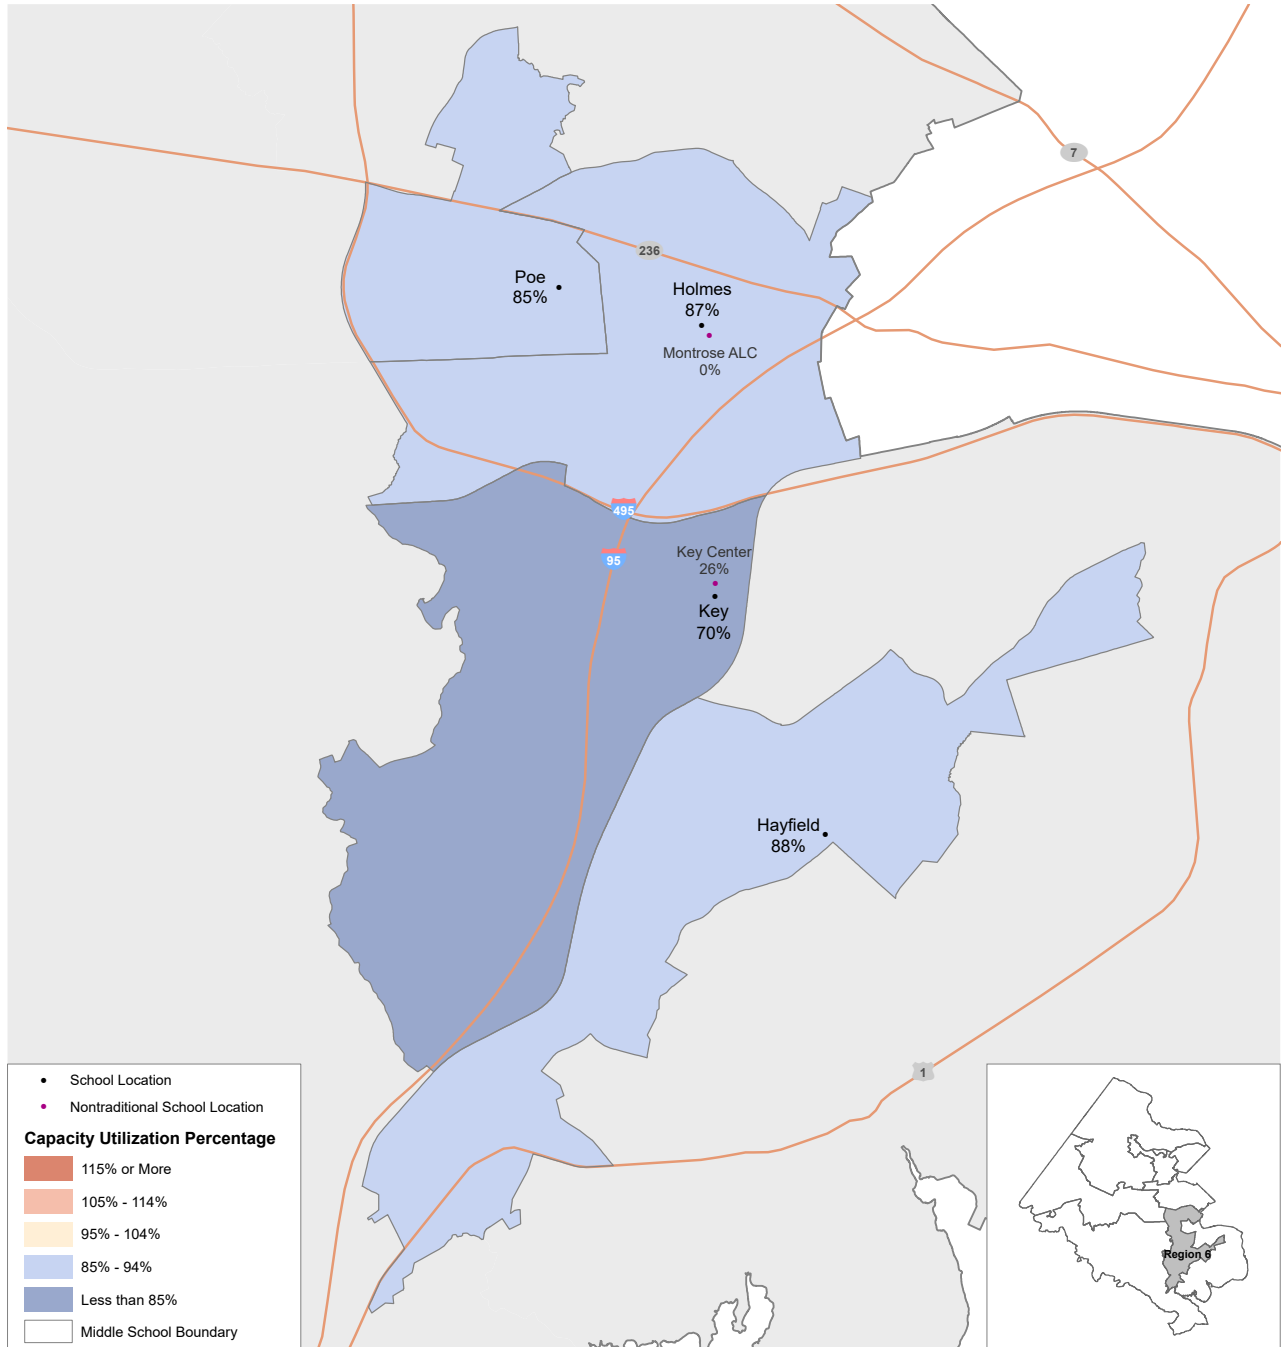 7
236
Poe
85%
Holmes
87%
Montrose ALC
0%
495
95
Key Center
26%
Key
70%
Hayfield
88%
1
School Location
Nontraditional School Location
Capacity Utilization Percentage
115% or More
105% - 114%
95% - 104%
85% - 94%
Less than 85%
Middle School Boundary
Region 6